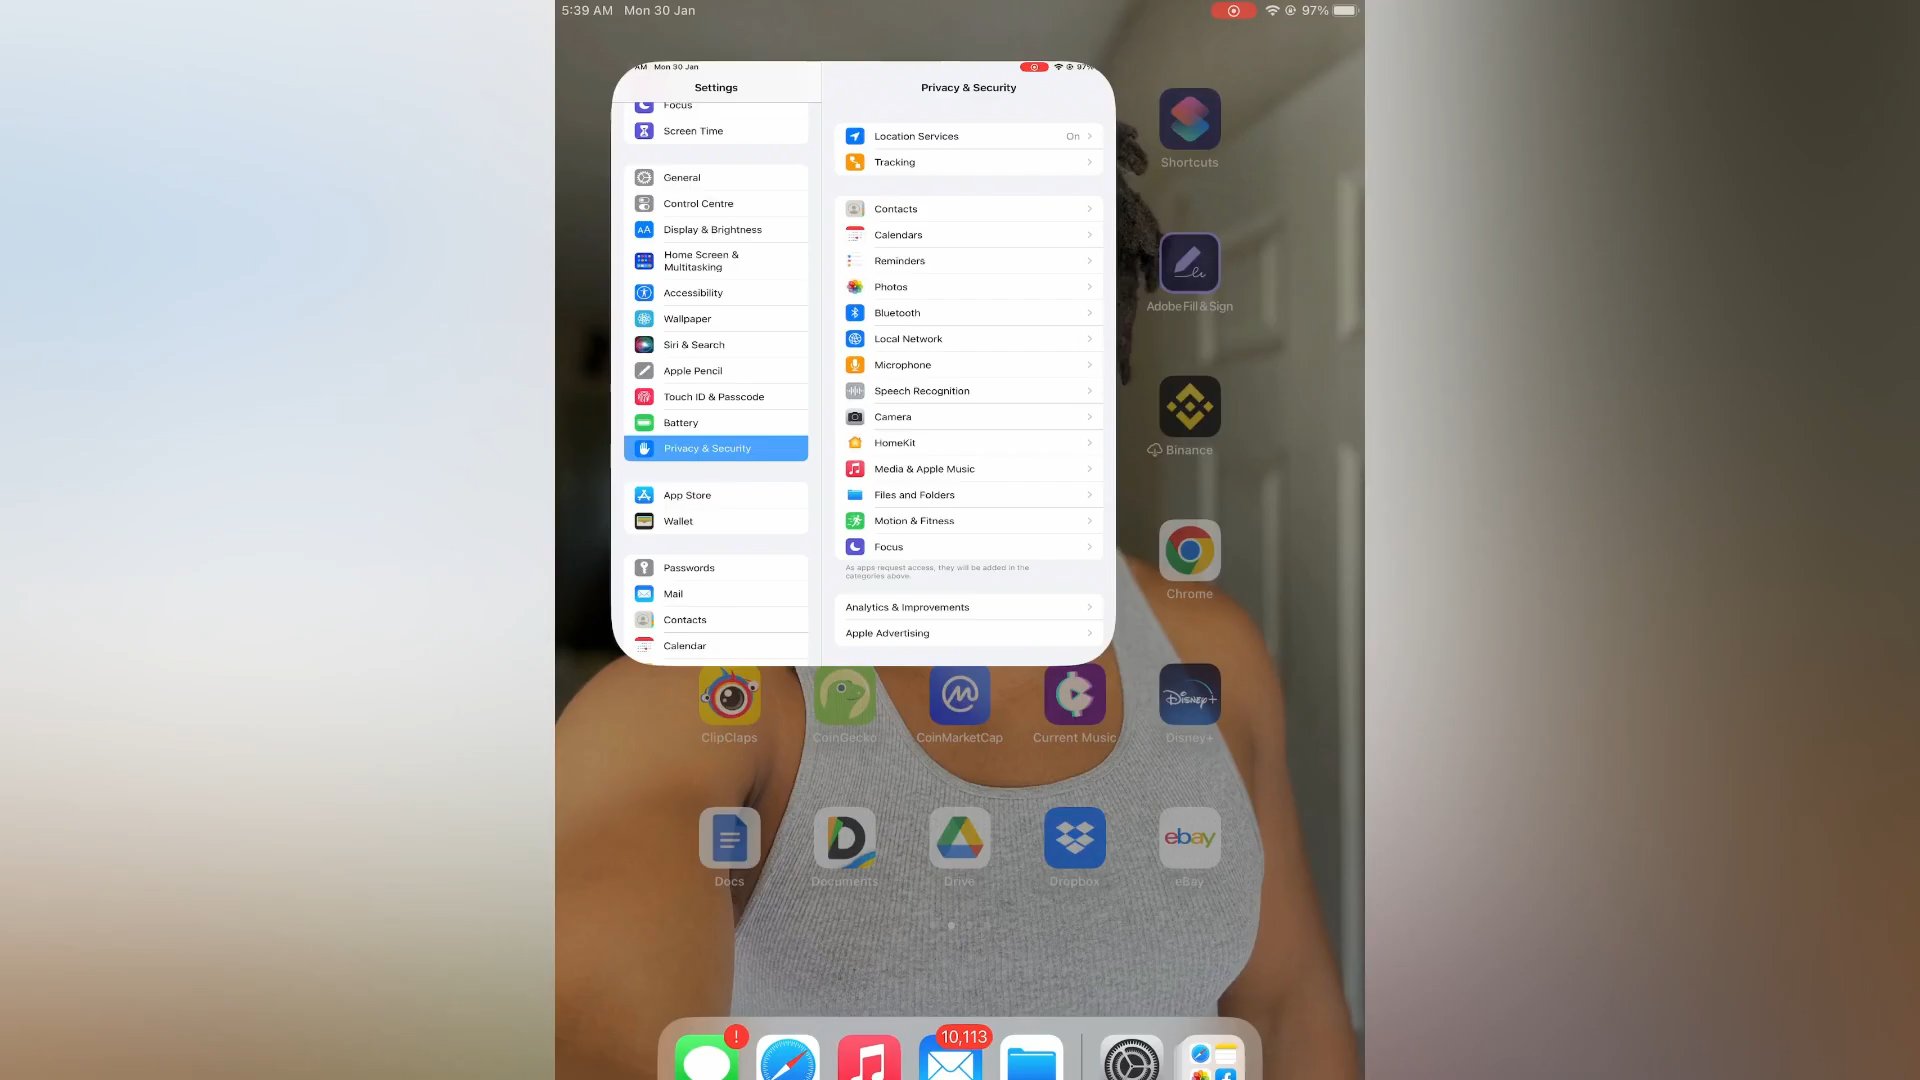 5:39 AM Mon 30 Jan
97%
AM Mon 30 Jan
97%
Settings
Focus
Screen Time
General
Control Centre
AA Display & Brightness
Home Screen &
Multitasking
Accessibility
Wallpaper
Siri & Search
Apple Pencil
Touch ID & Passcode
Battery
Privacy & Security
App Store
Wallet
Passwords
Mail
Contacts
Calendar
Privacy & Security
Location Services On
Tracking
Contacts
Calendars
Reminders
Photos
Bluetooth
Local Network
Microphone
Speech Recognition
Camera
HomeKit
Media & Apple Music
Files and Folders
Motion & Fitness
Focus
As apps request access, they will be added in the
categories above.
Analytics & Improvements
Apple Advertising
Shortcuts
Adobe Fill & Sign
Binance
Chrome
Disney+
ClipClaps
CoinGecko
CoinMarketCap
Current Music
Disney+
ebay
Docs
Documents
Drive
Dropbox
eBay
!
10,113